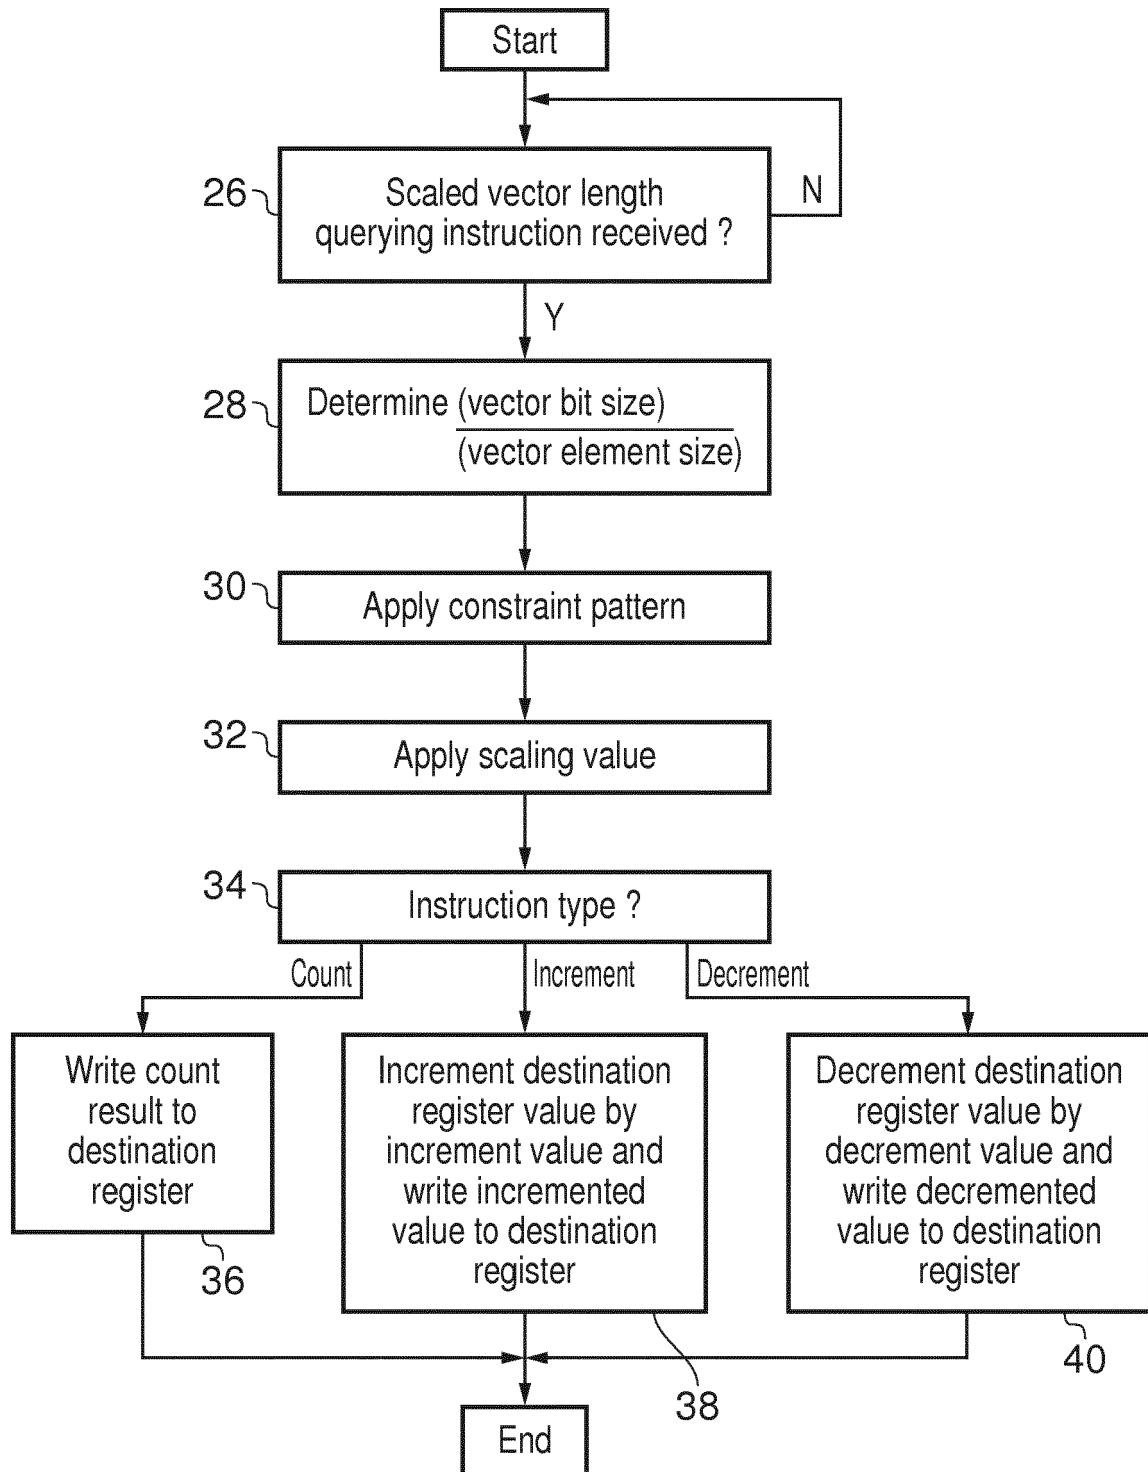 Start
N
26
Scaled vector length
querying instruction received ?
Y
28
Determine (vector bit size)
(vector element size)
30
Apply constraint pattern
32
Apply scaling value
34
Instruction type ?
Count
Increment
Decrement
Write count
result to
destination
register
36
Increment destination
register value by
increment value and
write incremented
value to destination
register
38
Decrement destination
register value by
decrement value and
write decremented
value to destination
register
40
End